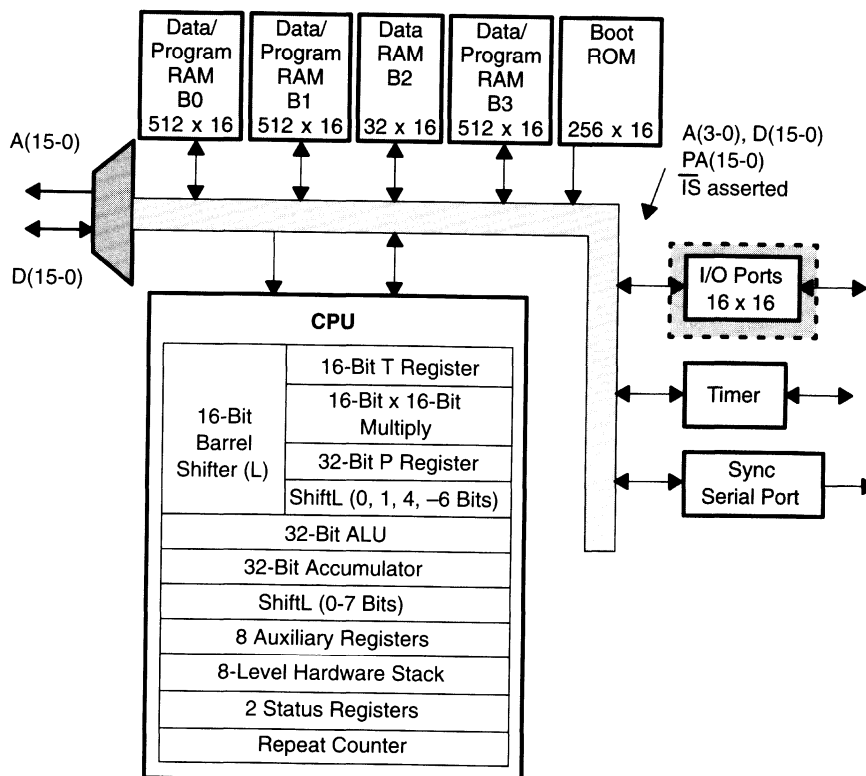 Data/
Program
RAM
B0
512 x 16
Data/
Program
RAM
B1
512 x 16
Data
RAM
B2
32 x 16
Data/
Program
RAM
B3
512 x 16
Boot
ROM
256 x 16
A(15-0)
D(15-0)
A(3-0), D(15-0)
PA(15-0)
IS asserted
I/O Ports
16 x 16
Timer
Sync
Serial Port
CPU
16-Bit
Barrel
Shifter (L)
16-Bit T Register
16-Bit x 16-Bit
Multiply
32-Bit P Register
ShiftL (0, 1, 4, –6 Bits)
32-Bit ALU
32-Bit Accumulator
ShiftL (0-7 Bits)
8 Auxiliary Registers
8-Level Hardware Stack
2 Status Registers
Repeat Counter